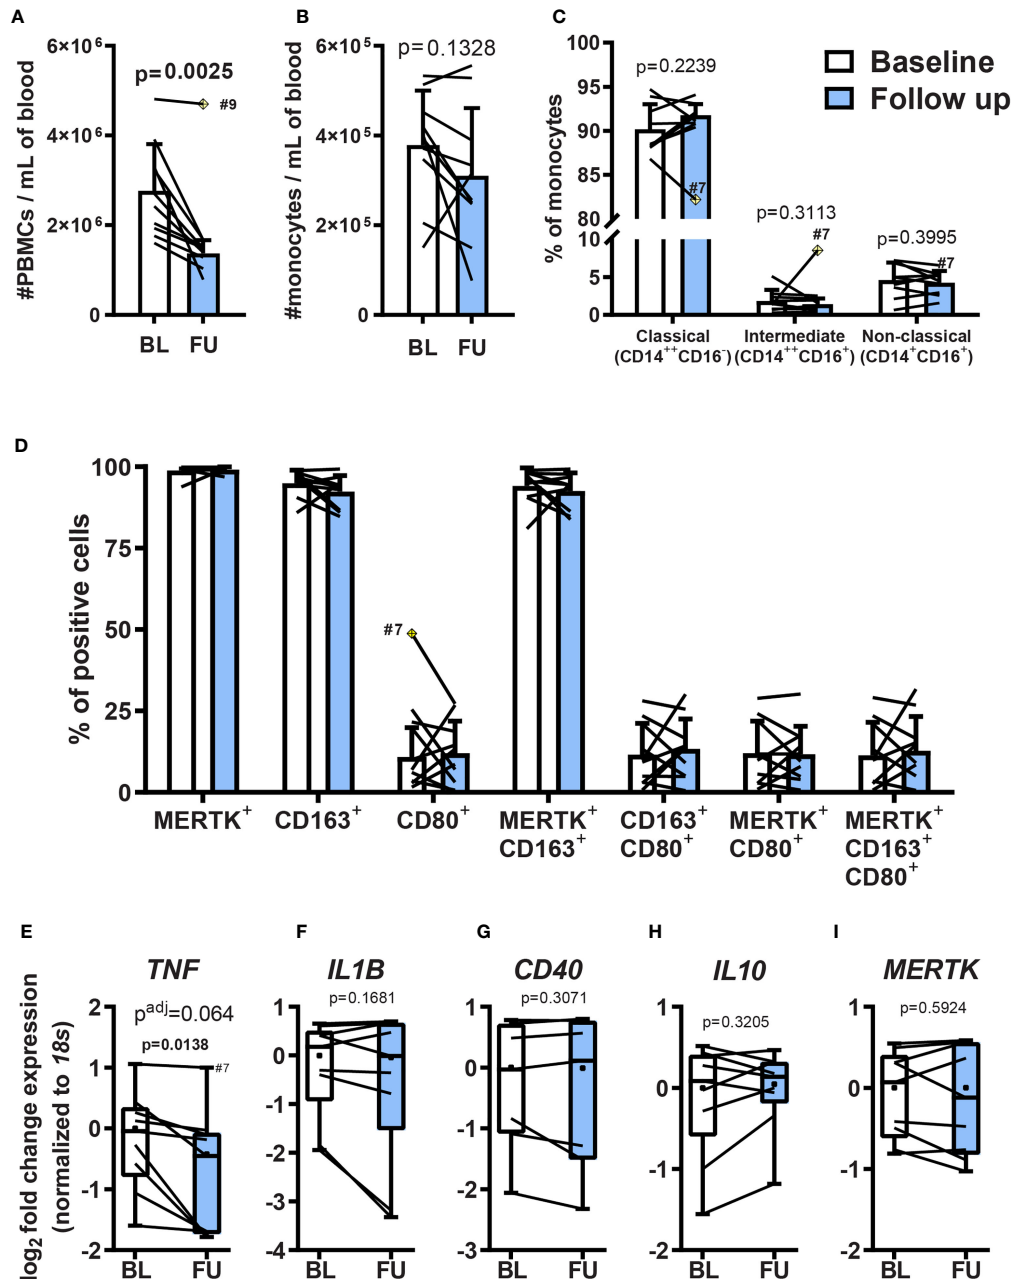 A
B
C
#PBMCs / mL of blood
6×10⁶
4×10⁶
2×10⁶
0
p=0.0025
#9
BL FU
#monocytes / mL of blood
6×10⁵
4×10⁵
2×10⁵
0
p=0.1328
BL FU
% of monocytes
100
95
90
85
80
10
5
0
p=0.2239
#7
p=0.3113
#7
p=0.3995
#7
Baseline
Follow up
Classical
(CD14⁺⁺CD16⁻)
Intermediate
(CD14⁺⁺CD16⁺)
Non-classical
(CD14⁺CD16⁺)
D
% of positive cells
100
75
50
25
0
#7
MERTK⁺
CD163⁺
CD80⁺
MERTK⁺
CD163⁺
CD163⁺
CD80⁺
MERTK⁺
CD80⁺
MERTK⁺
CD163⁺
CD80⁺
E
log₂ fold change expression
(normalized to 18s)
TNF
2
1
0
-1
-2
pᵃᵈʲ=0.064
p=0.0138
#7
BL FU
F
IL1B
1
0
-1
-2
-3
-4
p=0.1681
BL FU
G
CD40
1
0
-1
-2
-3
p=0.3071
BL FU
H
IL10
1
0
-1
-2
p=0.3205
BL FU
I
MERTK
1
0
-1
-2
p=0.5924
BL FU